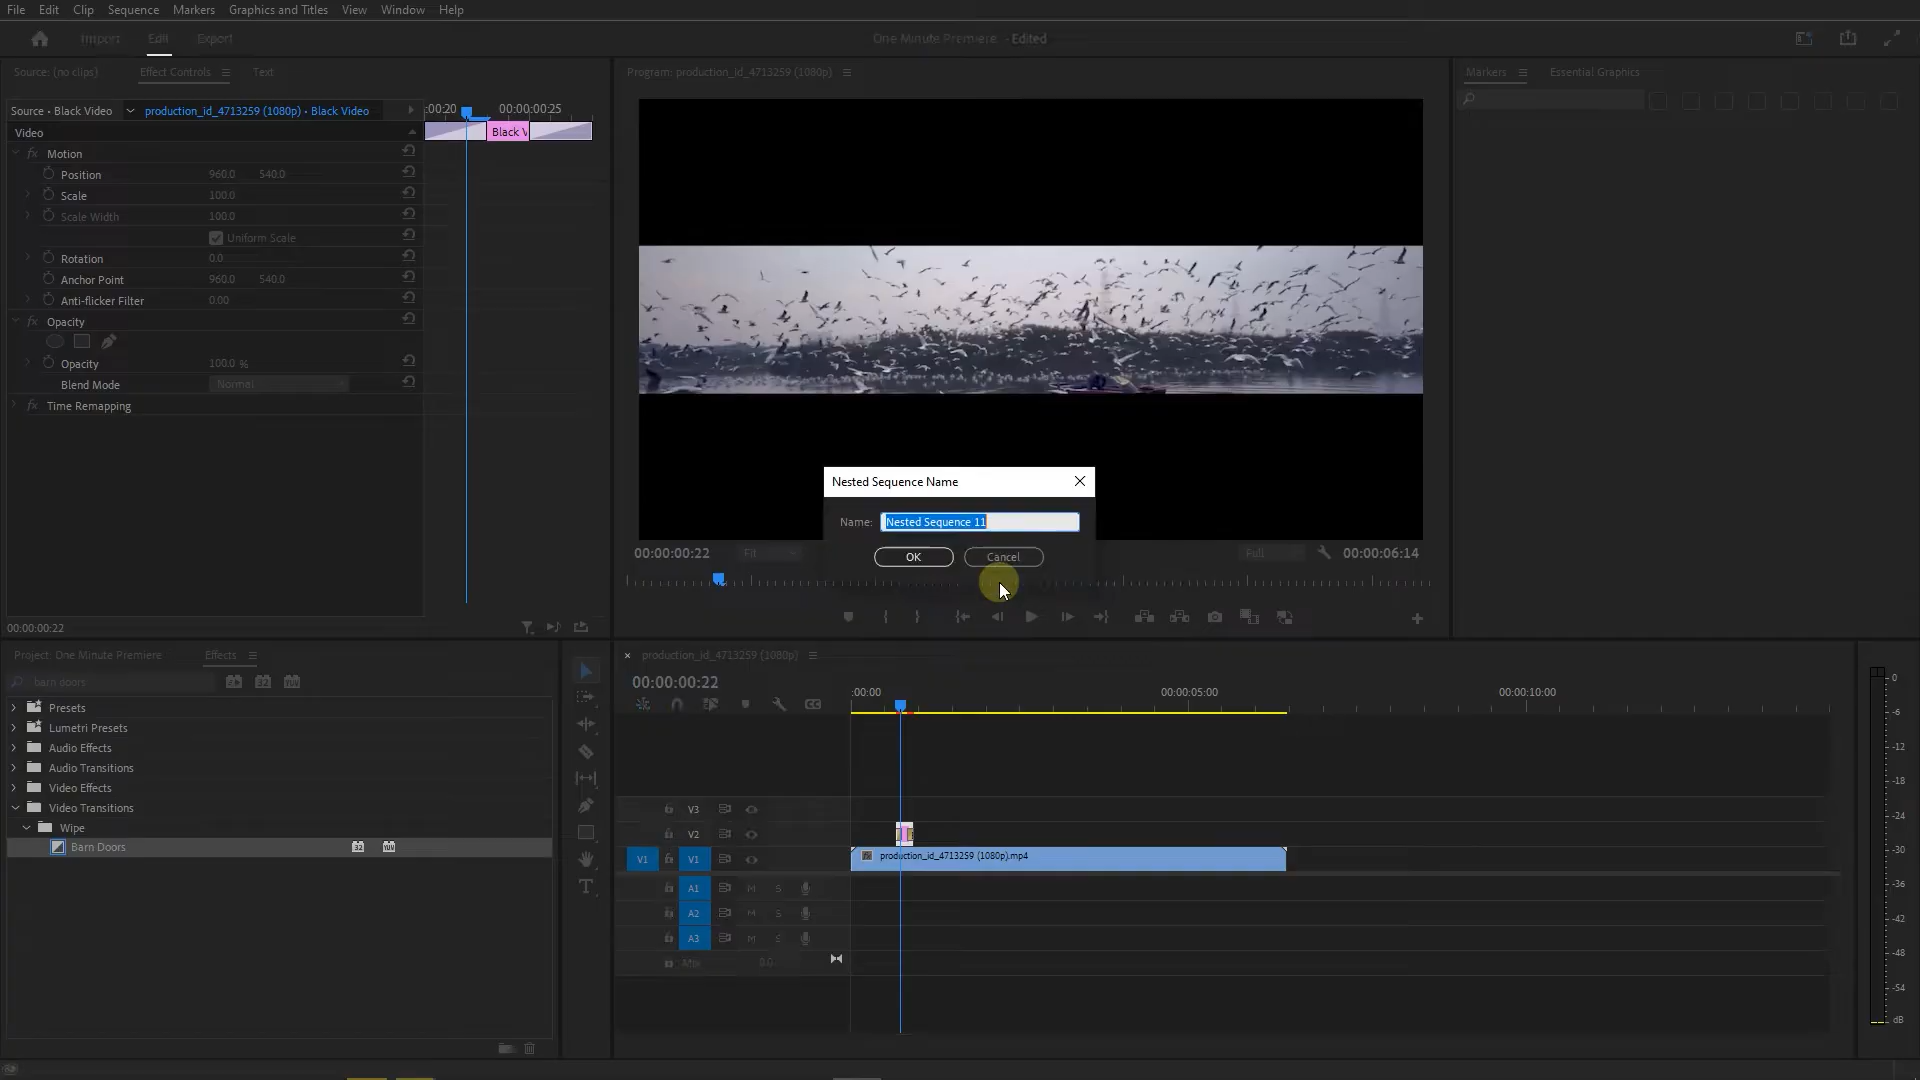 File Edit Clip Sequence Markers Graphics and Titles View Window Help
Import Edit Export
One Minute Premiere - Edited
Source: (no clips) Effect Controls Text
Program: production_id_4713259 (1080p)
Markers Essential Graphics
Source • Black Video production_id_4713259 (1080p) • Black Video
:00:20 00:00:00:25
Video
Black V
Motion
Position 960.0 540.0
Scale 100.0
Scale Width 100.0
Uniform Scale
Rotation 0.0
Anchor Point 960.0 540.0
Anti-flicker Filter 0.00
Opacity
Opacity 100.0 %
Blend Mode Normal
Time Remapping
Nested Sequence Name
Name: Nested Sequence 11
OK Cancel
00:00:00:22 Fit Full 00:00:06:14
00:00:00:22
Project: One Minute Premiere Effects
barn doors
Presets
Lumetri Presets
Audio Effects
Audio Transitions
Video Effects
Video Transitions
Wipe
Barn Doors
production_id_4713259 (1080p)
00:00:00:22
:00:00 00:00:05:00 00:00:10:00
V3
V2
V1 V1 production_id_4713259 (1080p).mp4
A1 M S
A2 M S
A3 M S
Mix 0.0
0
-6
-12
-18
-24
-30
-36
-42
-48
-54
dB